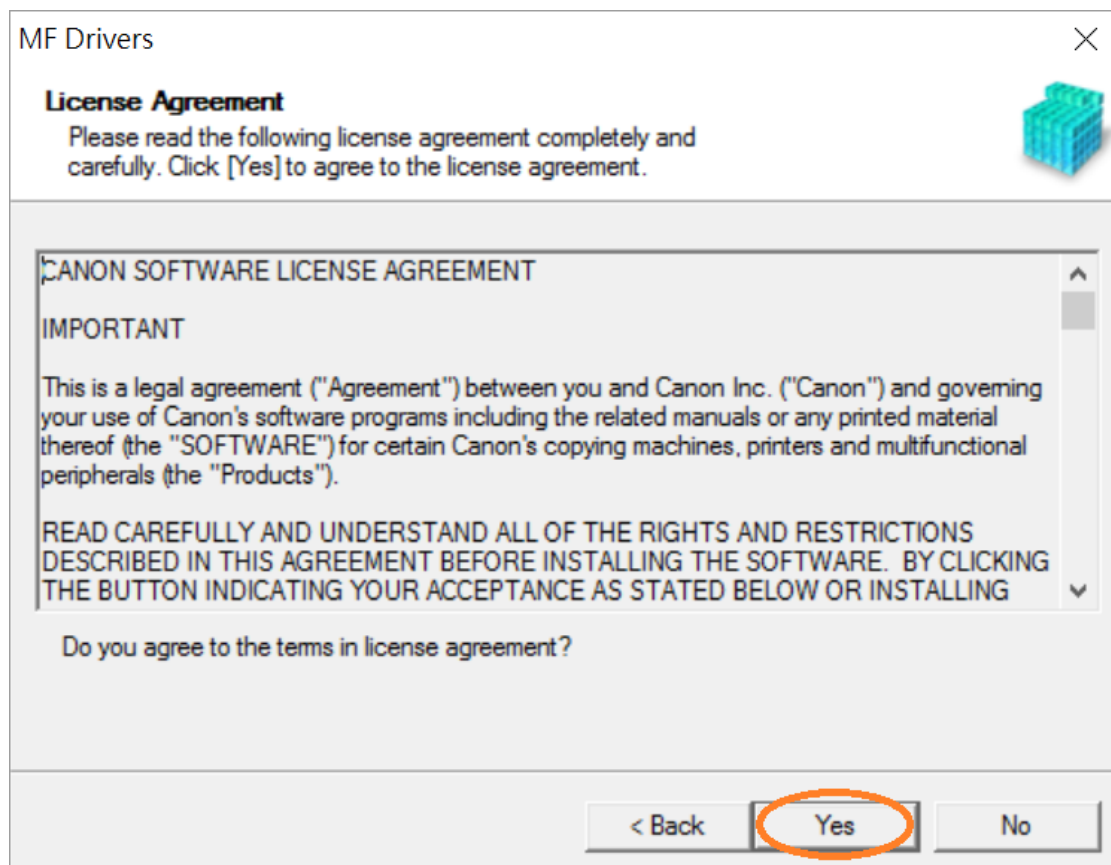 MF Drivers
License Agreement
Please read the following license agreement completely and
carefully. Click [Yes] to agree to the license agreement.
CANON SOFTWARE LICENSE AGREEMENT
IMPORTANT
This is a legal agreement ("Agreement") between you and Canon Inc. ("Canon") and governing
your use of Canon's software programs including the related manuals or any printed material
thereof (the "SOFTWARE") for certain Canon's copying machines, printers and multifunctional
peripherals (the "Products").
READ CAREFULLY AND UNDERSTAND ALL OF THE RIGHTS AND RESTRICTIONS
DESCRIBED IN THIS AGREEMENT BEFORE INSTALLING THE SOFTWARE.  BY CLICKING
THE BUTTON INDICATING YOUR ACCEPTANCE AS STATED BELOW OR INSTALLING
Do you agree to the terms in license agreement?
< Back Yes No